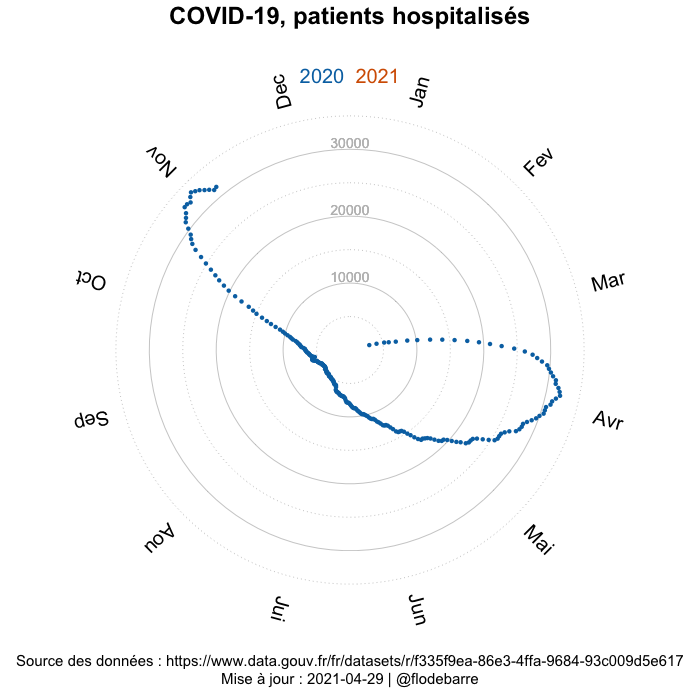 COVID-19, patients hospitalisés
2020 2021
Jan
Fev
Mar
Avr
Mai
Jun
Jui
Aou
Sep
Oct
Nov
Dec
30000
20000
10000
Source des données : https://www.data.gouv.fr/fr/datasets/r/f335f9ea-86e3-4ffa-9684-93c009d5e617
Mise à jour : 2021-04-29 | @flodebarre